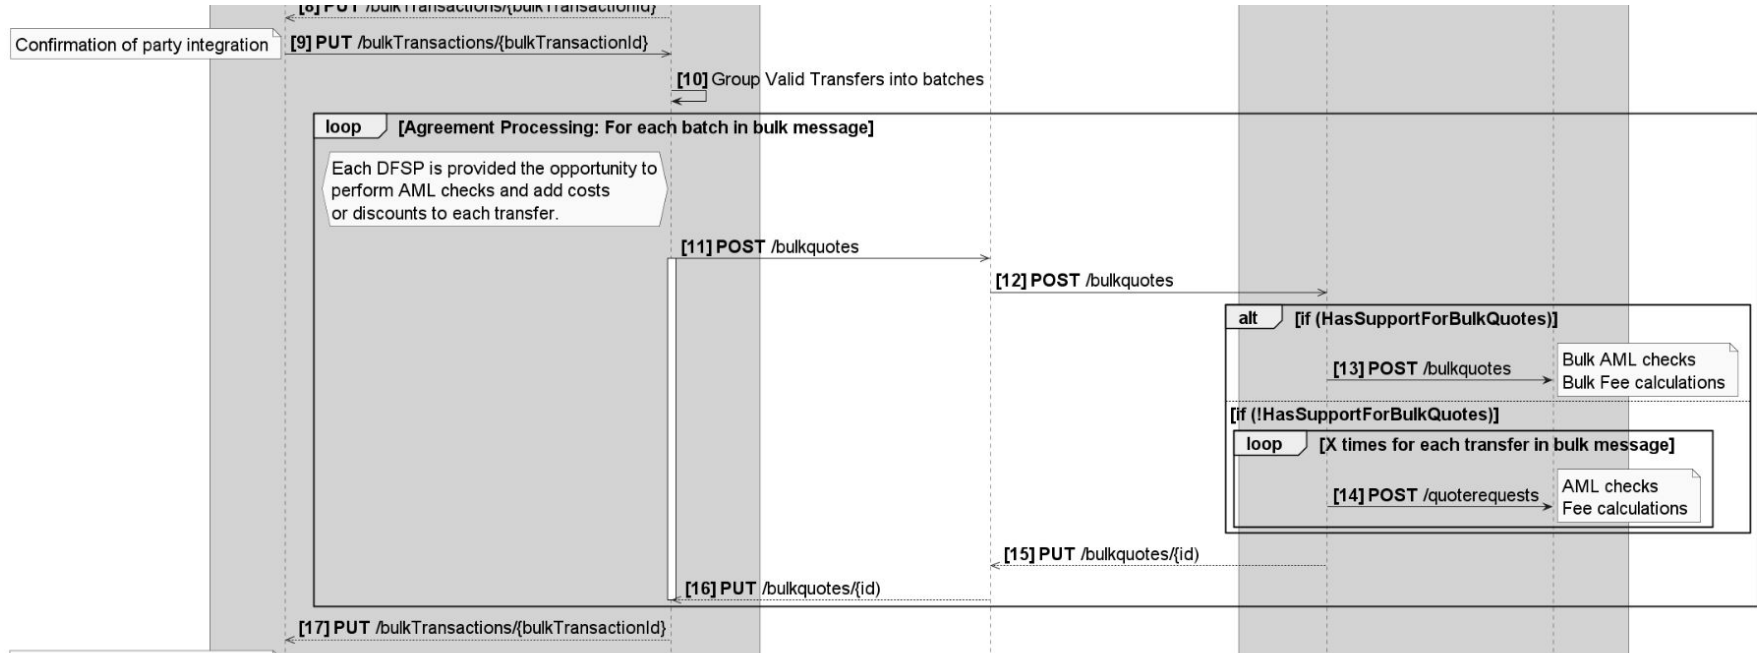 [8] PUT /bulkTransactions/{bulkTransactionId}
Confirmation of party integration
[9] PUT /bulkTransactions/{bulkTransactionId}
[10] Group Valid Transfers into batches
loop [Agreement Processing: For each batch in bulk message]
Each DFSP is provided the opportunity to
perform AML checks and add costs
or discounts to each transfer.
[11] POST /bulkquotes
[12] POST /bulkquotes
alt [if (HasSupportForBulkQuotes)]
[13] POST /bulkquotes
Bulk AML checks
Bulk Fee calculations
[if (!HasSupportForBulkQuotes)]
loop [X times for each transfer in bulk message]
[14] POST /quoterequests
AML checks
Fee calculations
[15] PUT /bulkquotes/{id)
[16] PUT /bulkquotes/{id)
[17] PUT /bulkTransactions/{bulkTransactionId}